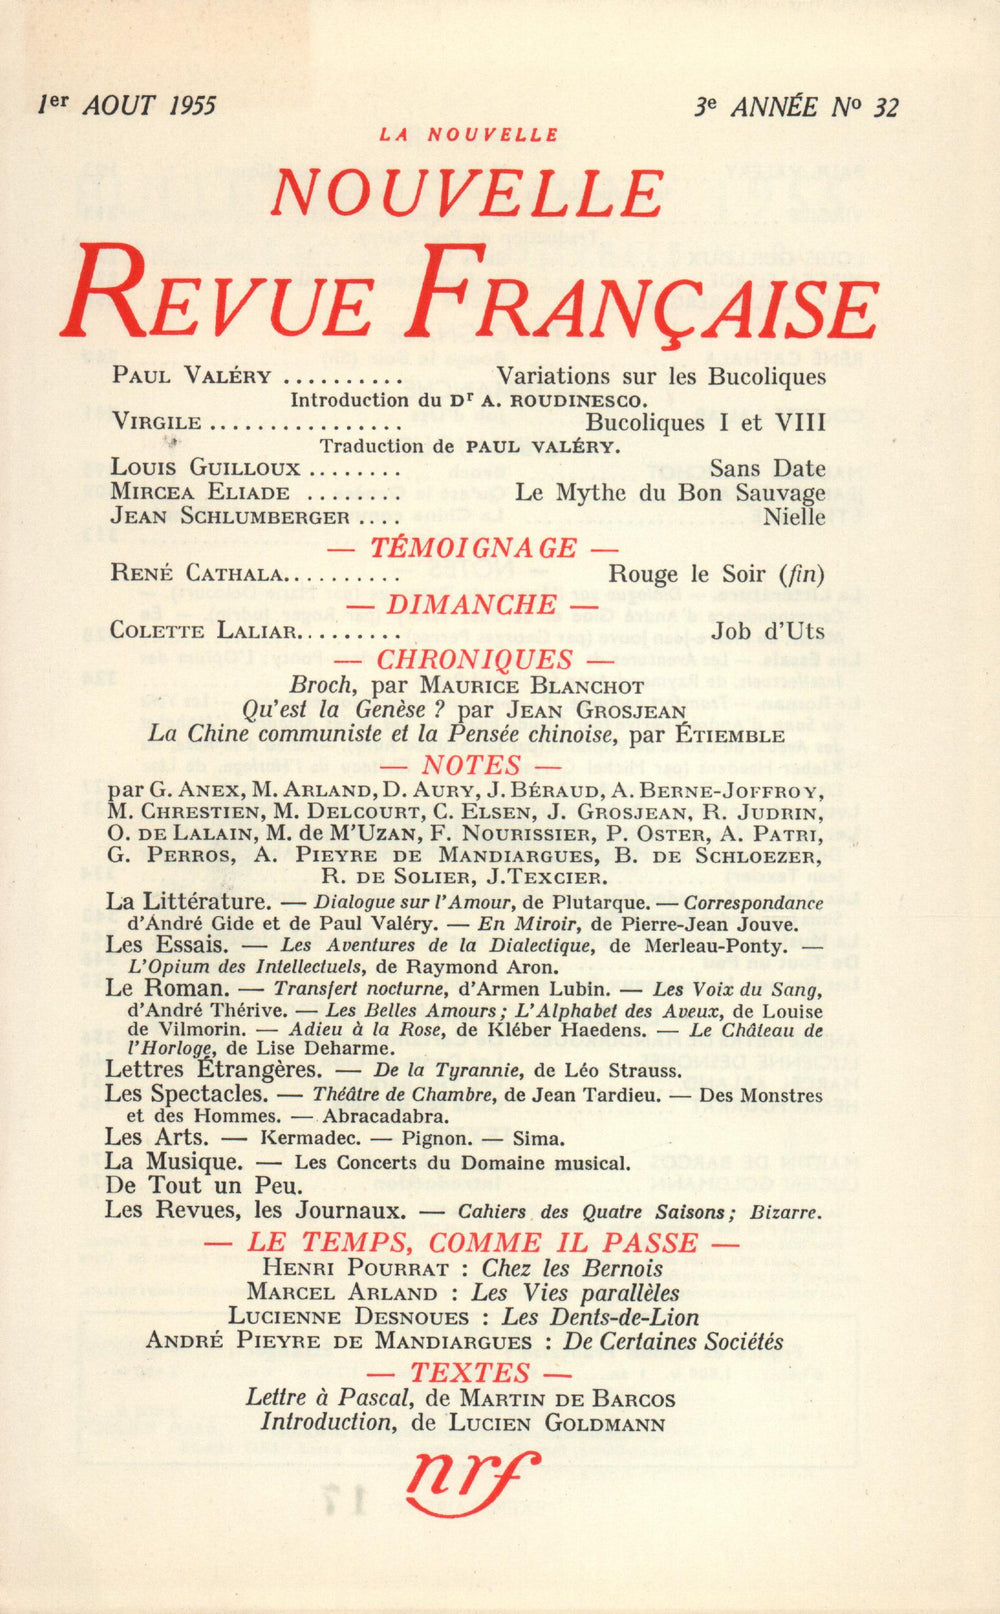 1er AOUT 1955
3e ANNÉE No 32
LA NOUVELLE
NOUVELLE
REVUE FRANÇAISE
PAUL VALÉRY .......... Variations sur les Bucoliques
Introduction du Dr A. ROUDINESCO.
VIRGILE ................ Bucoliques I et VIII
Traduction de PAUL VALÉRY.
LOUIS GUILLOUX ........ Sans Date
MIRCEA ELIADE ........ Le Mythe du Bon Sauvage
JEAN SCHLUMBERGER .... Nielle
— TÉMOIGNAGE —
RENÉ CATHALA.......... Rouge le Soir (fin)
— DIMANCHE —
COLETTE LALIAR......... Job d'Uts
— CHRONIQUES —
Broch, par MAURICE BLANCHOT
Qu'est la Genèse ? par JEAN GROSJEAN
La Chine communiste et la Pensée chinoise, par ÉTIEMBLE
— NOTES —
par G. ANEX, M. ARLAND, D. AURY, J. BÉRAUD, A. BERNE-JOFFROY,
M. CHRESTIEN, M. DELCOURT, C. ELSEN, J. GROSJEAN, R. JUDRIN,
O. DE LALAIN, M. de M'UZAN, F. NOURISSIER, P. OSTER, A. PATRI,
G. PERROS, A. PIEYRE DE MANDIARGUES, B. DE SCHLOEZER,
R. DE SOLIER, J.TEXCIER.
La Littérature. — Dialogue sur l'Amour, de Plutarque. — Correspondance
d'André Gide et de Paul Valéry. — En Miroir, de Pierre-Jean Jouve.
Les Essais. — Les Aventures de la Dialectique, de Merleau-Ponty. —
L'Opium des Intellectuels, de Raymond Aron.
Le Roman. — Transfert nocturne, d'Armen Lubin. — Les Voix du Sang,
d'André Thérive. — Les Belles Amours ; L'Alphabet des Aveux, de Louise
de Vilmorin. — Adieu à la Rose, de Kléber Haedens. — Le Château de
l'Horloge, de Lise Deharme.
Lettres Étrangères. — De la Tyrannie, de Léo Strauss.
Les Spectacles. — Théâtre de Chambre, de Jean Tardieu. — Des Monstres
et des Hommes. — Abracadabra.
Les Arts. — Kermadec. — Pignon. — Sima.
La Musique. — Les Concerts du Domaine musical.
De Tout un Peu.
Les Revues, les Journaux. — Cahiers des Quatre Saisons ; Bizarre.
— LE TEMPS, COMME IL PASSE —
HENRI POURRAT : Chez les Bernois
MARCEL ARLAND : Les Vies parallèles
LUCIENNE DESNOUES : Les Dents-de-Lion
ANDRÉ PIEYRE DE MANDIARGUES : De Certaines Sociétés
— TEXTES —
Lettre à Pascal, de MARTIN DE BARCOS
Introduction, de LUCIEN GOLDMANN
nrf